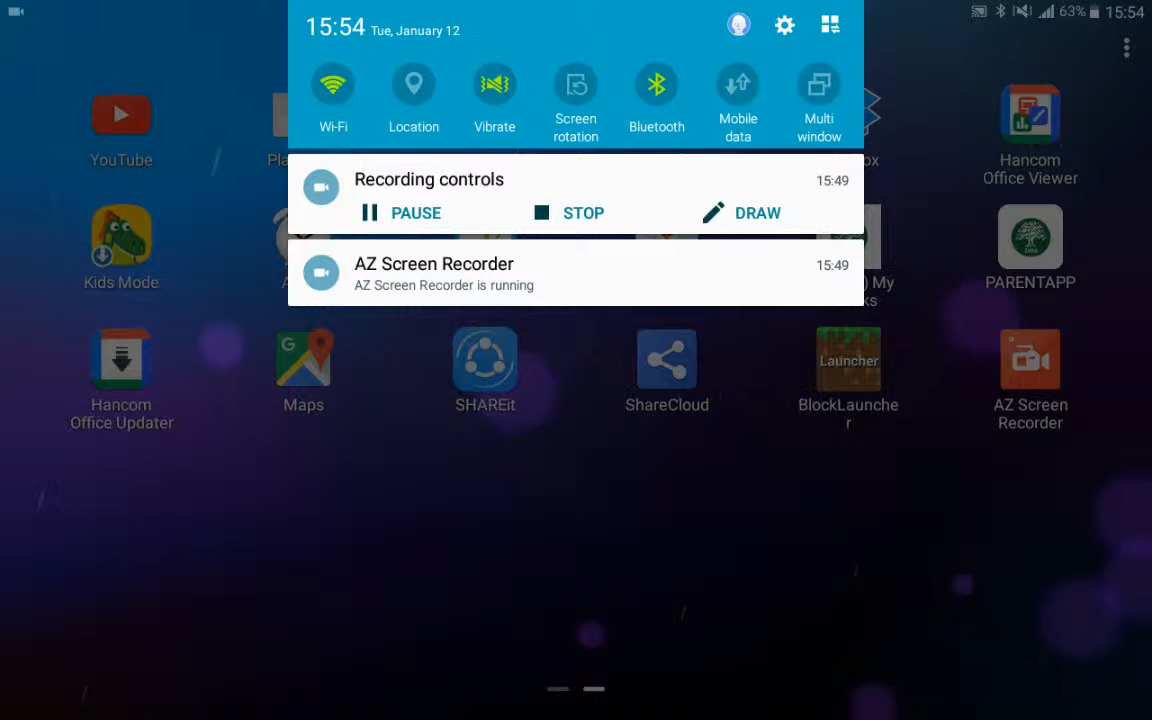 15:54 Tue, January 12
63% 15:54
Wi-Fi
Location
Vibrate
Screen
rotation
Bluetooth
Mobile
data
Multi
window
Recording controls 15:49
PAUSE STOP DRAW
AZ Screen Recorder 15:49
AZ Screen Recorder is running
YouTube
Hancom
Office Viewer
Kids Mode
My
PARENTAPP
Hancom
Office Updater
G
Maps
SHAREit
ShareCloud
Launcher
BlockLaunche
r
AZ Screen
Recorder